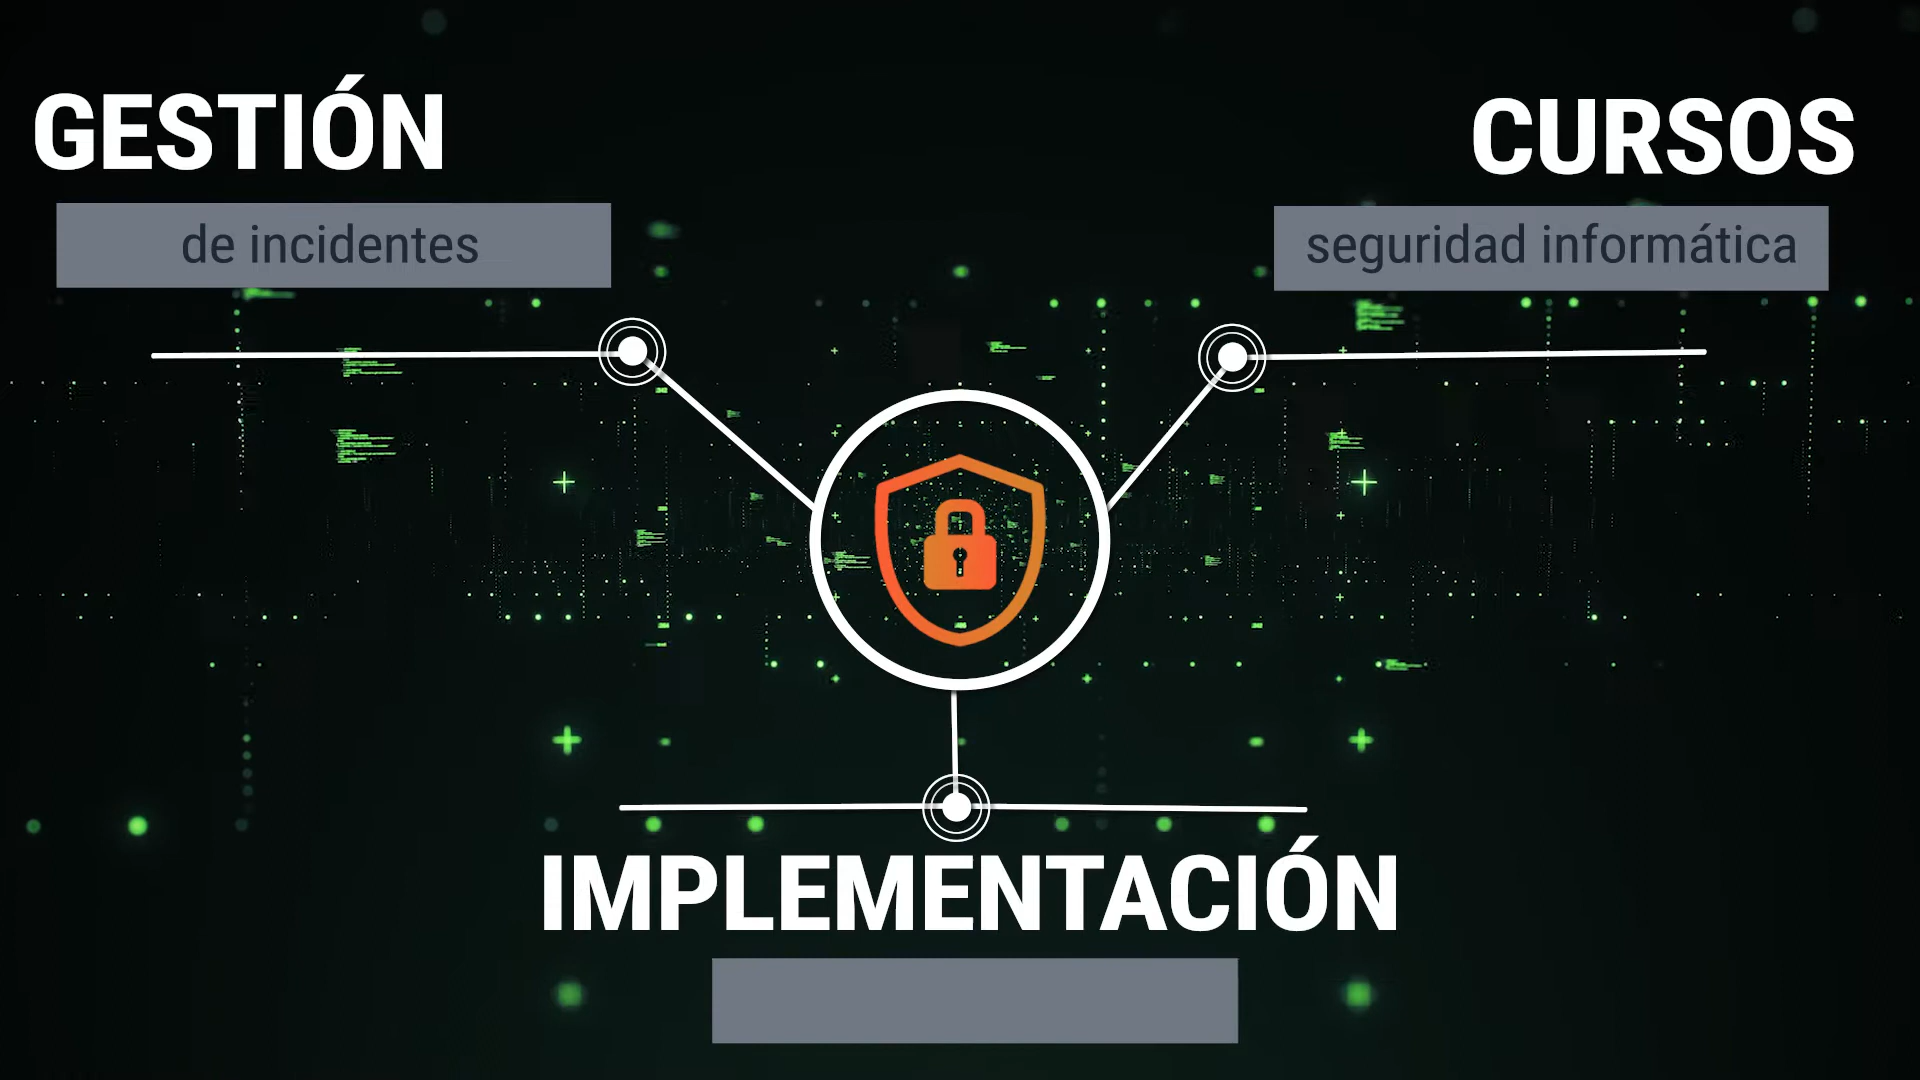 GESTIÓN
de incidentes
CURSOS
seguridad informática
IMPLEMENTACIÓN